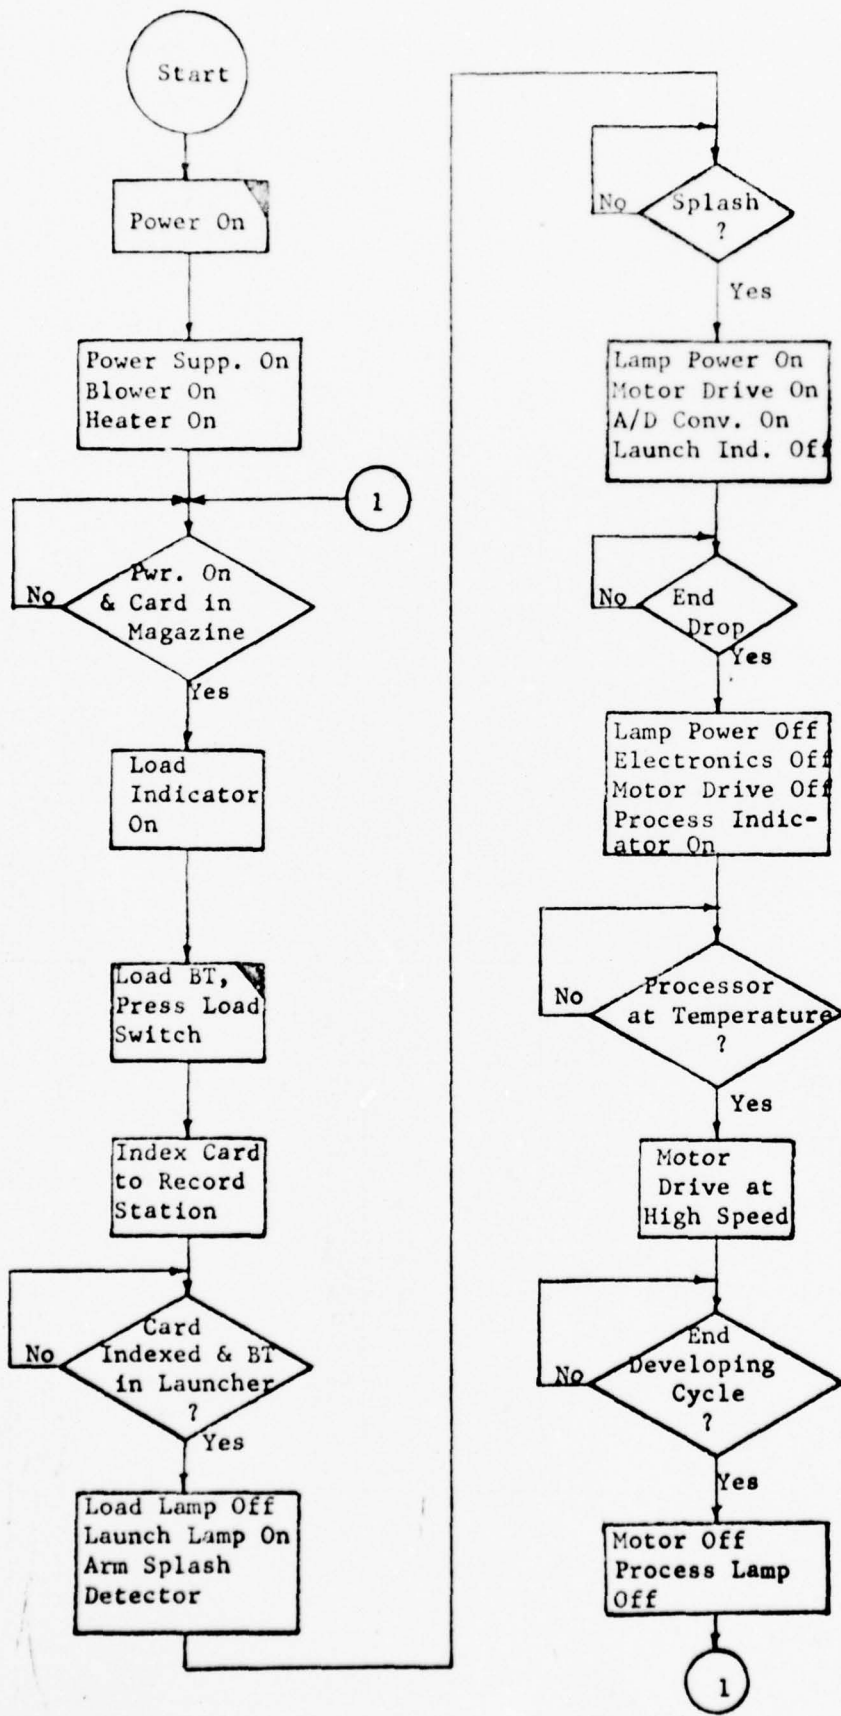 Start
Power On
Power Supp. On
Blower On
Heater On
1
Pwr. On
& Card in
Magazine
No
Yes
Load
Indicator
On
Load BT,
Press Load
Switch
Index Card
to Record
Station
Card
Indexed & BT
in Launcher
?
No
Yes
Load Lamp Off
Launch Lamp On
Arm Splash
Detector
Splash
?
No
Yes
Lamp Power On
Motor Drive On
A/D Conv. On
Launch Ind. Off
End
Drop
No
Yes
Lamp Power Off
Electronics Off
Motor Drive Off
Process Indic-
ator On
Processor
at Temperature
?
No
Yes
Motor
Drive at
High Speed
End
Developing
Cycle
?
No
Yes
Motor Off
Process Lamp
Off
1